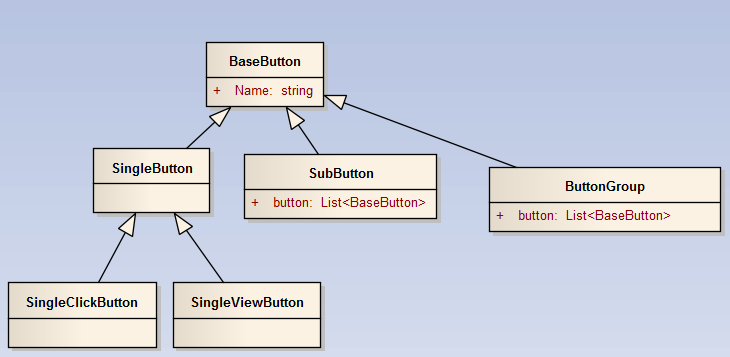 BaseButton
+ Name: string
SingleButton
SubButton
+ button: List<BaseButton>
ButtonGroup
+ button: List<BaseButton>
SingleClickButton
SingleViewButton